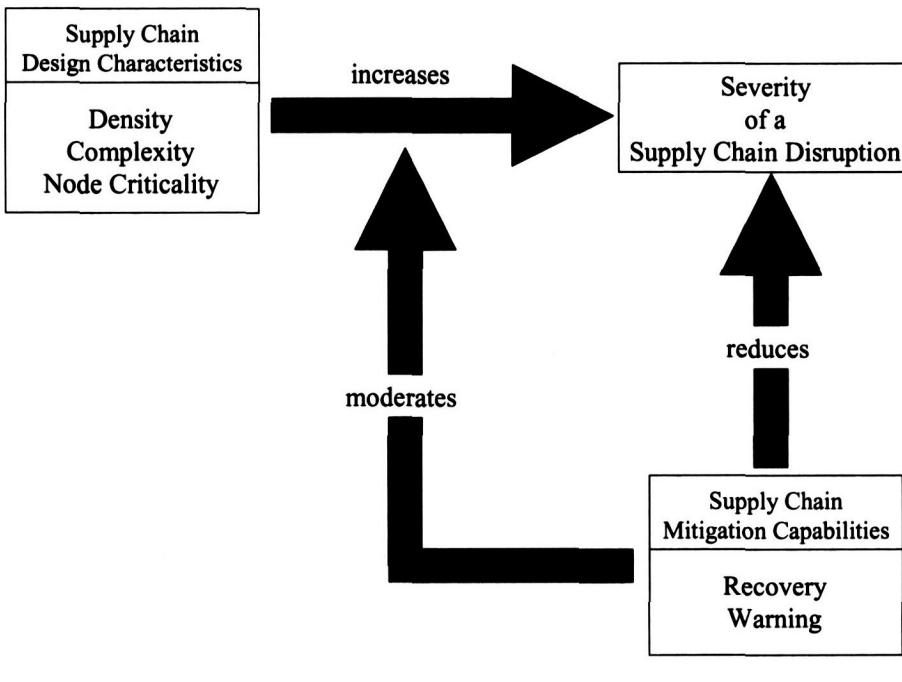 Supply Chain
Design Characteristics
Density
Complexity
Node Criticality
increases
Severity
of a
Supply Chain Disruption
moderates
reduces
Supply Chain
Mitigation Capabilities
Recovery
Warning